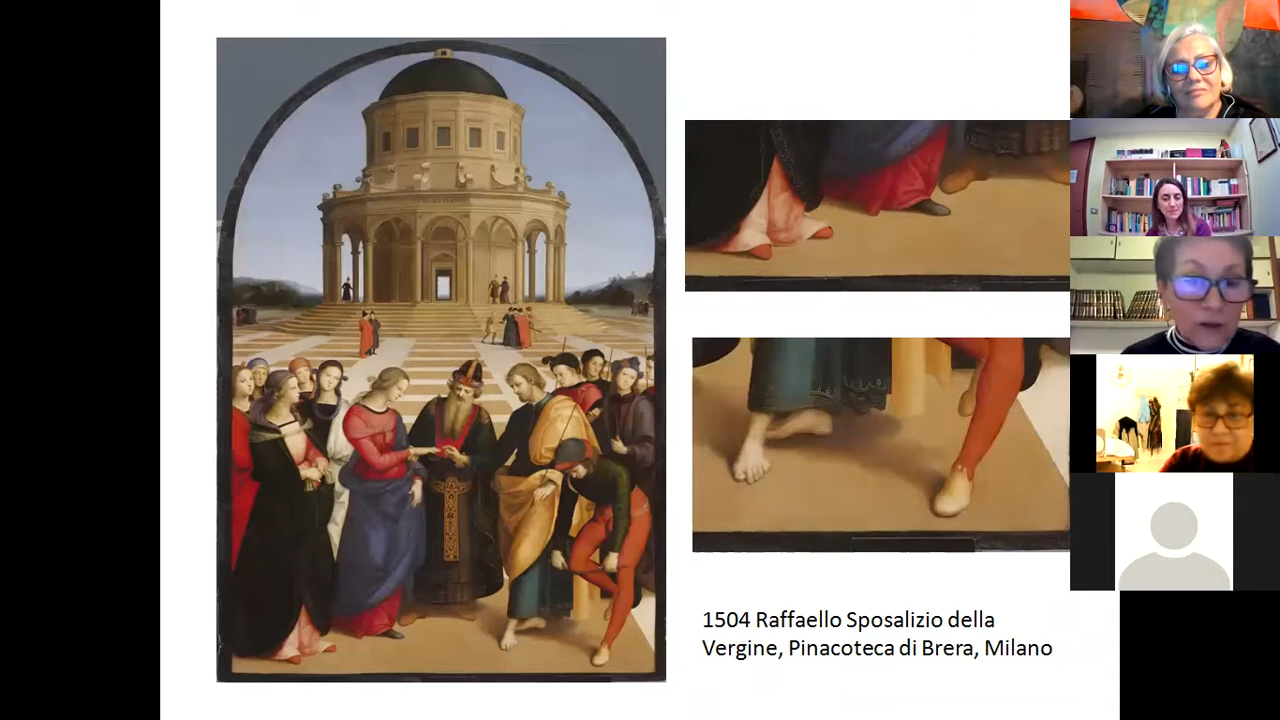 1504 Raffaello Sposalizio della
Vergine, Pinacoteca di Brera, Milano